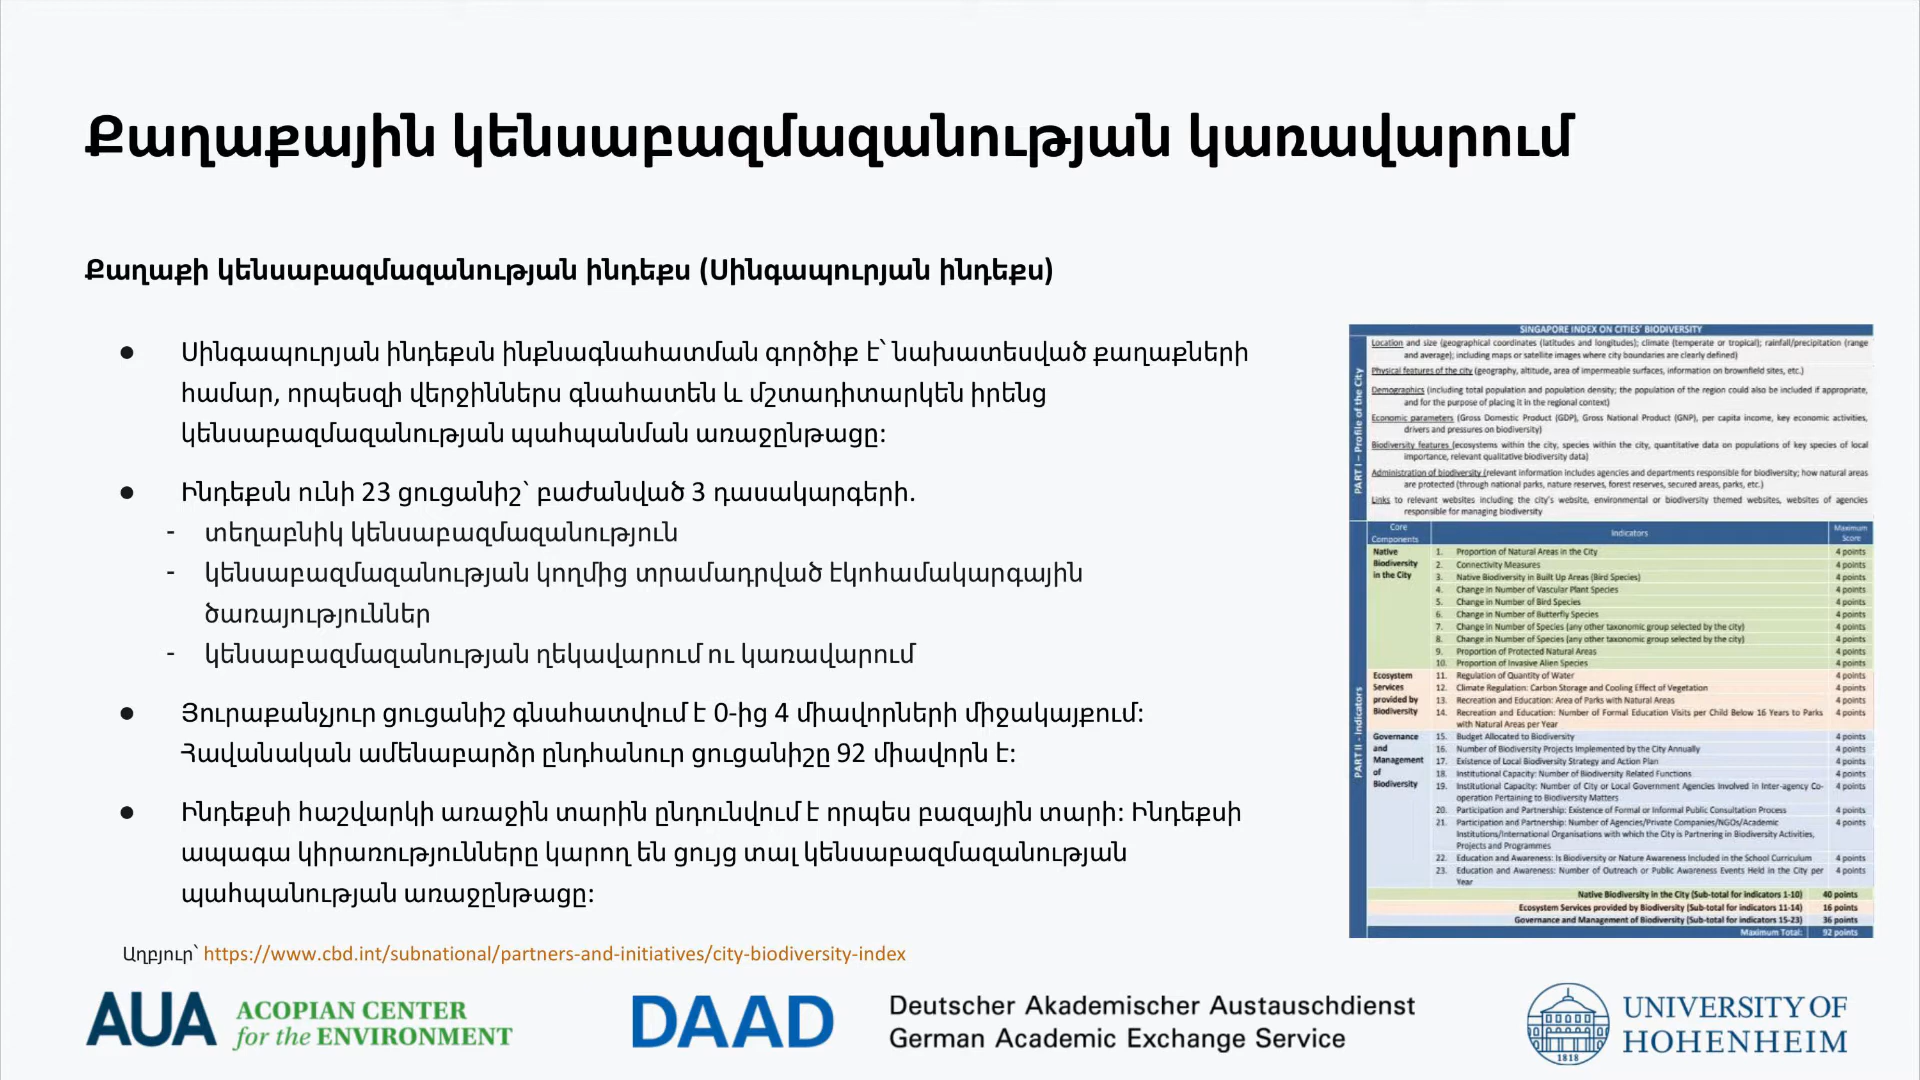 Քաղաքային կենսաբազմազանության կառավարում
Քաղաքի կենսաբազմազանության ինդեքս (Սինգապուրյան ինդեքս)
● Սինգապուրյան ինդեքսն ինքնագնահատման գործիք է՝ նախատեսված քաղաքների
համար, որպեսզի վերջիններս գնահատեն և մշտադիտարկեն իրենց
կենսաբազմազանության պահպանման առաջընթացը:
● Ինդեքսն ունի 23 ցուցանիշ՝ բաժանված 3 դասակարգերի.
- տեղաբնիկ կենսաբազմազանություն
- կենսաբազմազանության կողմից տրամադրված էկոհամակարգային
ծառայություններ
- կենսաբազմազանության ղեկավարում ու կառավարում
● Յուրաքանչյուր ցուցանիշ գնահատվում է 0-ից 4 միավորների միջակայքում:
Հավանական ամենաբարձր ընդհանուր ցուցանիշը 92 միավորն է:
● Ինդեքսի հաշվարկի առաջին տարին ընդունվում է որպես բազային տարի: Ինդեքսի
ապագա կիրառությունները կարող են ցույց տալ կենսաբազմազանության
պահպանության առաջընթացը:
Աղբյուր՝ https://www.cbd.int/subnational/partners-and-initiatives/city-biodiversity-index
SINGAPORE INDEX ON CITIES' BIODIVERSITY
PART I – Profile of the City
Location and size (geographical coordinates (latitudes and longitudes); climate (temperate or tropical); rainfall/precipitation (range
and average); including maps or satellite images where city boundaries are clearly defined)
Physical features of the city (geography, altitude, area of impermeable surfaces, information on brownfield sites, etc.)
Demographics (including total population and population density; the population of the region could also be included if appropriate,
and for the purpose of placing it in the regional context)
Economic parameters (Gross Domestic Product (GDP), Gross National Product (GNP), per capita income, key economic activities,
drivers and pressures on biodiversity)
Biodiversity features (ecosystems within the city, species within the city, quantitative data on populations of key species of local
importance, relevant qualitative biodiversity data)
Administration of biodiversity (relevant information includes agencies and departments responsible for biodiversity; how natural areas
are protected (through national parks, nature reserves, forest reserves, secured areas, parks, etc.)
Links to relevant websites including the city's website, environmental or biodiversity themed websites, websites of agencies
responsible for managing biodiversity
PART II - Indicators
Core Components
Indicators
Maximum Score
Native Biodiversity in the City
1. Proportion of Natural Areas in the City 4 points
2. Connectivity Measures 4 points
3. Native Biodiversity in Built Up Areas (Bird Species) 4 points
4. Change in Number of Vascular Plant Species 4 points
5. Change in Number of Bird Species 4 points
6. Change in Number of Butterfly Species 4 points
7. Change in Number of Species (any other taxonomic group selected by the city) 4 points
8. Change in Number of Species (any other taxonomic group selected by the city) 4 points
9. Proportion of Protected Natural Areas 4 points
10. Proportion of Invasive Alien Species 4 points
Ecosystem Services provided by Biodiversity
11. Regulation of Quantity of Water 4 points
12. Climate Regulation: Carbon Storage and Cooling Effect of Vegetation 4 points
13. Recreation and Education: Area of Parks with Natural Areas 4 points
14. Recreation and Education: Number of Formal Education Visits per Child Below 16 Years to Parks 4 points
with Natural Areas per Year
Governance and Management of Biodiversity
15. Budget Allocated to Biodiversity 4 points
16. Number of Biodiversity Projects Implemented by the City Annually 4 points
17. Existence of Local Biodiversity Strategy and Action Plan 4 points
18. Institutional Capacity: Number of Biodiversity Related Functions 4 points
19. Institutional Capacity: Number of City or Local Government Agencies Involved in Inter-agency Co- 4 points
operation Pertaining to Biodiversity Matters
20. Participation and Partnership: Existence of Formal or Informal Public Consultation Process 4 points
21. Participation and Partnership: Number of Agencies/Private Companies/NGOs/Academic 4 points
Institutions/International Organisations with which the City is Partnering in Biodiversity Activities,
Projects and Programmes
22. Education and Awareness: Is Biodiversity or Nature Awareness Included in the School Curriculum 4 points
23. Education and Awareness: Number of Outreach or Public Awareness Events Held in the City per 4 points
Year
Native Biodiversity in the City (Sub-total for indicators 1-10) 40 points
Ecosystem Services provided by Biodiversity (Sub-total for indicators 11-14) 16 points
Governance and Management of Biodiversity (Sub-total for indicators 15-23) 36 points
Maximum Total: 92 points
AUA ACOPIAN CENTER
for the ENVIRONMENT
DAAD
Deutscher Akademischer Austauschdienst
German Academic Exchange Service
1818
UNIVERSITY OF
HOHENHEIM